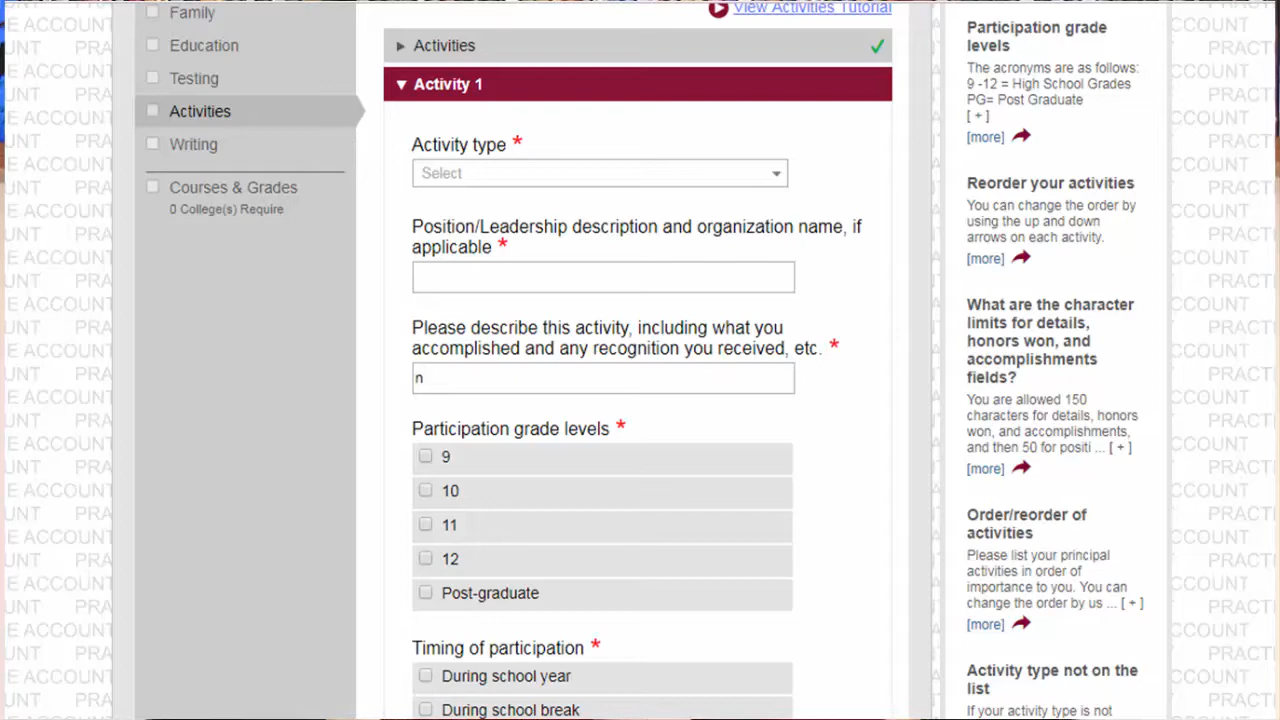 Family
Education
Testing
Activities
Writing
Courses & Grades
0 College(s) Require
View Activities Tutorial
Activities
Activity 1
Activity type *
Select
Position/Leadership description and organization name, if
applicable *
Please describe this activity, including what you
accomplished and any recognition you received, etc. *
n
Participation grade levels *
9
10
11
12
Post-graduate
Timing of participation *
During school year
During school break
Participation grade
levels
The acronyms are as follows:
9 -12 = High School Grades
PG= Post Graduate
[ + ]
[more]
Reorder your activities
You can change the order by
using the up and down
arrows on each activity.
[more]
What are the character
limits for details,
honors won, and
accomplishments
fields?
You are allowed 150
characters for details, honors
won, and accomplishments,
and then 50 for positi ... [ + ]
[more]
Order/reorder of
activities
Please list your principal
activities in order of
importance to you. You can
change the order by us ... [ + ]
[more]
Activity type not on the
list
If your activity type is not